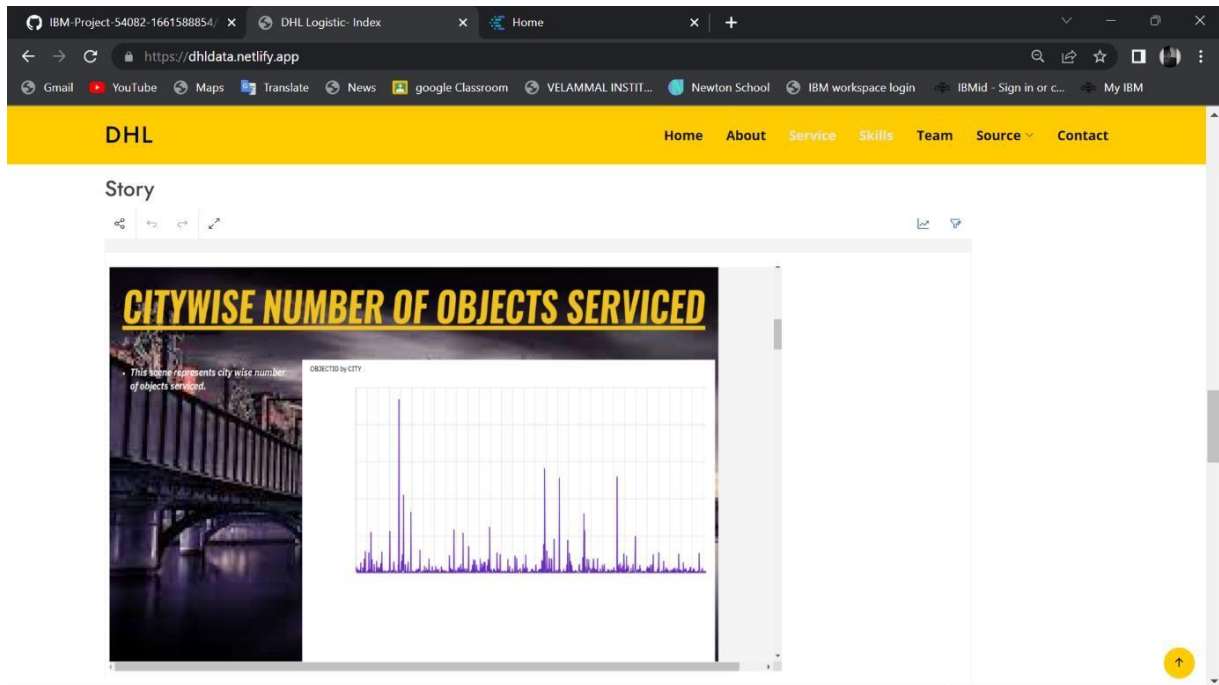 IBM-Project-54082-1661588854/
DHL Logistic- Index
Home
https://dhldata.netlify.app
Gmail
YouTube
Maps
Translate
News
google Classroom
VELAMMAL INSTIT...
Newton School
IBM workspace login
IBMid - Sign in or c...
My IBM
DHL
Home
About
Service
Skills
Team
Source
Contact
Story
CITYWISE NUMBER OF OBJECTS SERVICED
• This scene represents city wise number
of objects serviced.
OBJECTID by CITY